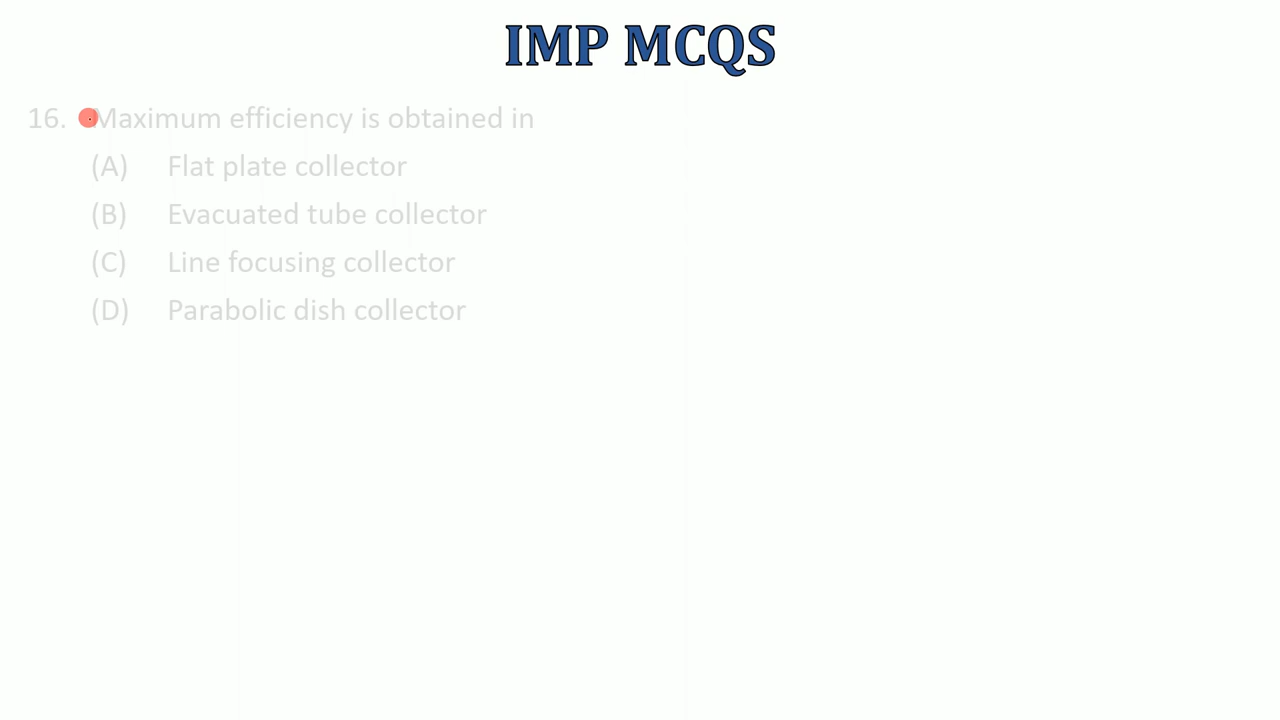 IMP MCQS
16. Maximum efficiency is obtained in
(A) Flat plate collector
(B) Evacuated tube collector
(C) Line focusing collector
(D) Parabolic dish collector